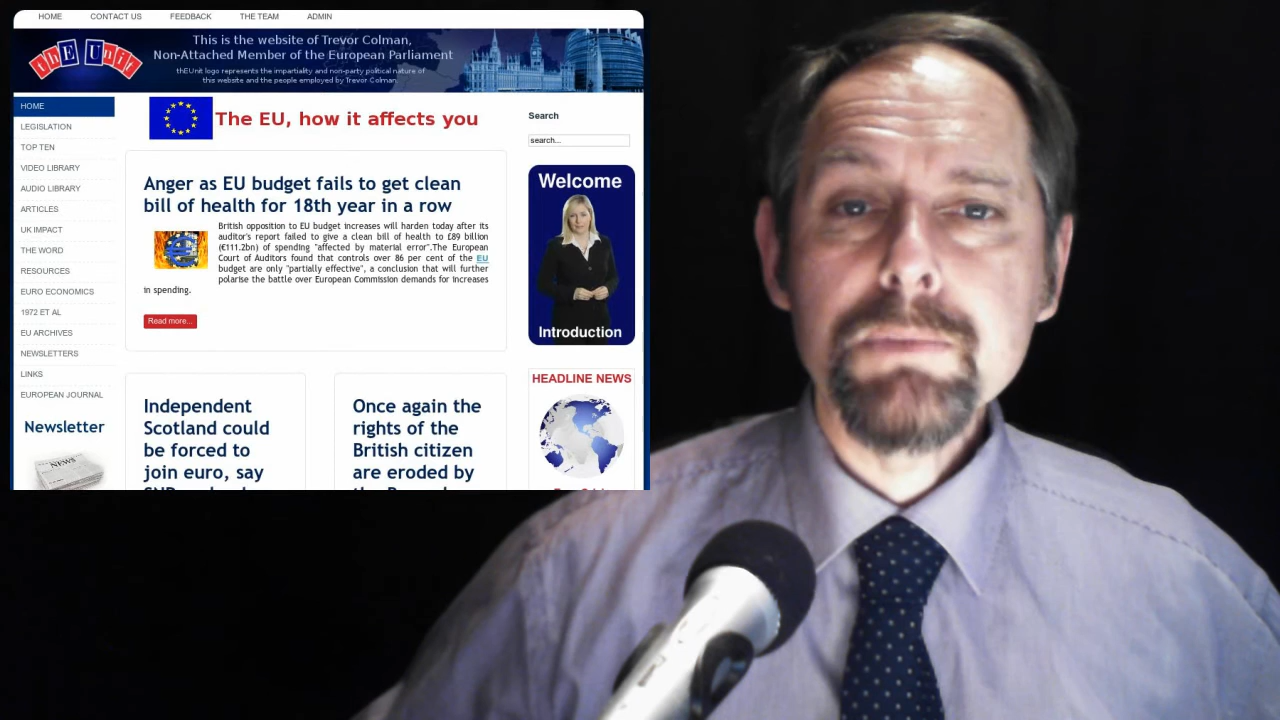 HOME CONTACT US FEEDBACK THE TEAM ADMIN
thEUnit
This is the website of Trevor Colman,
Non-Attached Member of the European Parliament
thEUnit logo represents the impartiality and non-party political nature of
this website and the people employed by Trevor Colman.
HOME
LEGISLATION
TOP TEN
VIDEO LIBRARY
AUDIO LIBRARY
ARTICLES
UK IMPACT
THE WORD
RESOURCES
EURO ECONOMICS
1972 ET AL
EU ARCHIVES
NEWSLETTERS
LINKS
EUROPEAN JOURNAL
Newsletter
NEWS
The EU, how it affects you
Anger as EU budget fails to get clean
bill of health for 18th year in a row
British opposition to EU budget increases will harden today after its
auditor's report failed to give a clean bill of health to £89 billion
(€111.2bn) of spending "affected by material error".The European
Court of Auditors found that controls over 86 per cent of the EU
budget are only "partially effective", a conclusion that will further
polarise the battle over European Commission demands for increases
in spending.
Read more...
Independent
Scotland could
be forced to
join euro, say
Once again the
rights of the
British citizen
are eroded by
Search
search...
Welcome
Introduction
HEADLINE NEWS